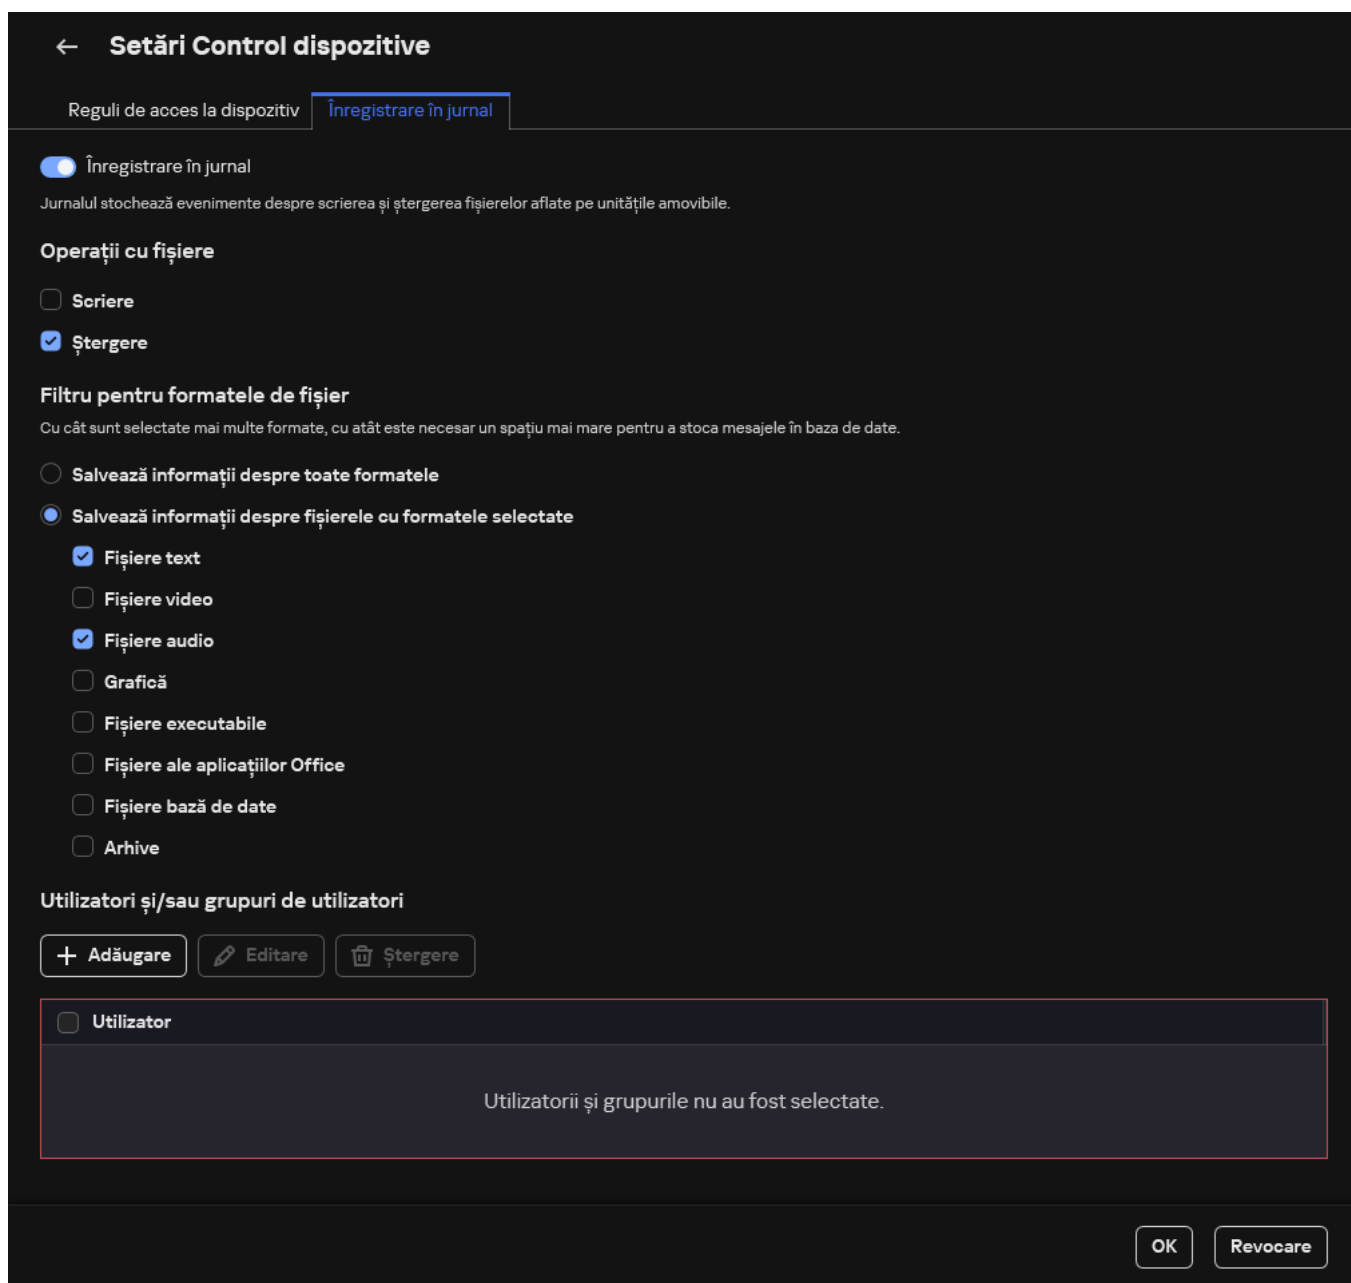 Setări Control dispozitive
Reguli de acces la dispozitiv
Înregistrare în jurnal
Înregistrare în jurnal
Jurnalul stochează evenimente despre scrierea și ștergerea fișierelor aflate pe unitățile amovibile.
Operații cu fișiere
Scriere
Ștergere
Filtru pentru formatele de fișier
Cu cât sunt selectate mai multe formate, cu atât este necesar un spațiu mai mare pentru a stoca mesajele în baza de date.
Salvează informații despre toate formatele
Salvează informații despre fișierele cu formatele selectate
Fișiere text
Fișiere video
Fișiere audio
Grafică
Fișiere executabile
Fișiere ale aplicațiilor Office
Fișiere bază de date
Arhive
Utilizatori și/sau grupuri de utilizatori
Adăugare
Editare
Ștergere
Utilizator
Utilizatorii și grupurile nu au fost selectate.
OK
Revocare